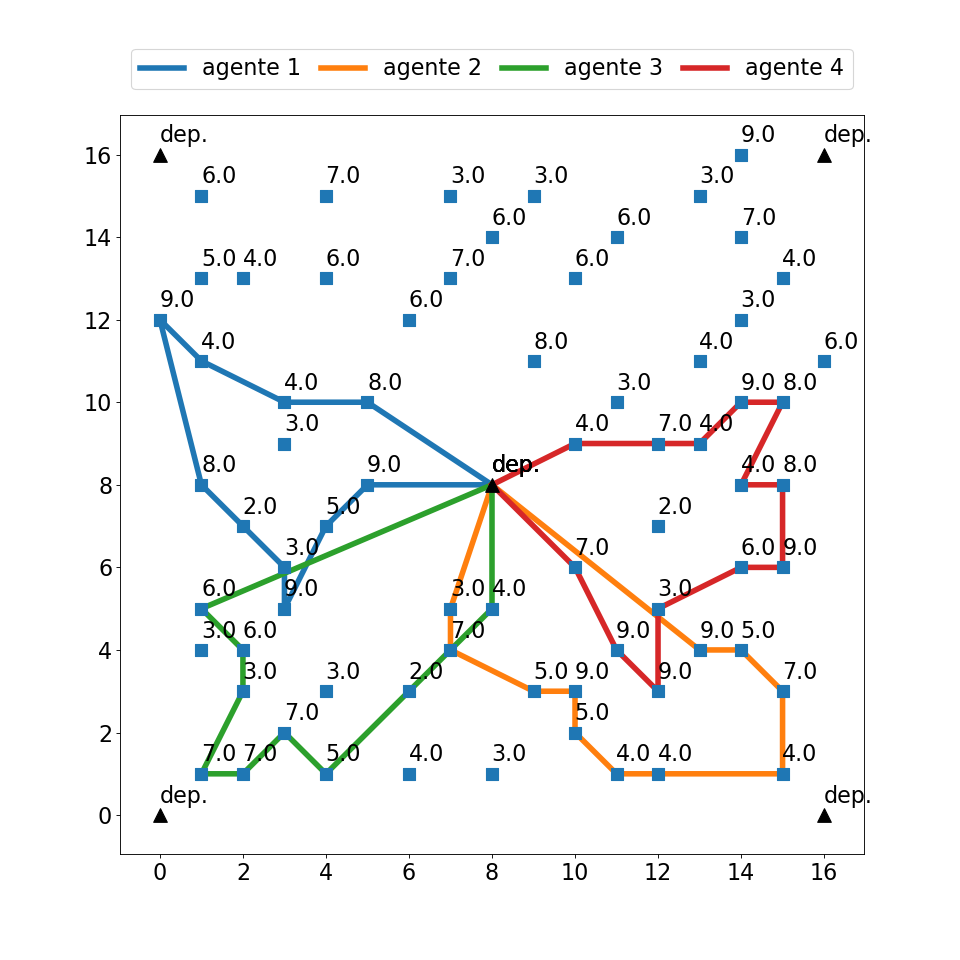 agente 1 agente 2 agente 3 agente 4
dep. 9.0 dep.
16
6.0 7.0 3.0 3.0 3.0
6.0 6.0 7.0
14
5.0 4.0 6.0 7.0 6.0 4.0
9.0 6.0 3.0
12
4.0 8.0 4.0 6.0
4.0 8.0 3.0 9.0 8.0
10
3.0 4.0 7.0 4.0
8.0 9.0 dep. 4.0 8.0
8
2.0 5.0 2.0
3.0 7.0 6.0 9.0
6
6.0 9.0 3.0 4.0 3.0
3.0 6.0 7.0 9.0 9.0 5.0
4
3.0 3.0 2.0 5.0 9.0 9.0 7.0
7.0 5.0
2
7.0 7.0 5.0 4.0 3.0 4.0 4.0 4.0
dep. dep.
0
0 2 4 6 8 10 12 14 16